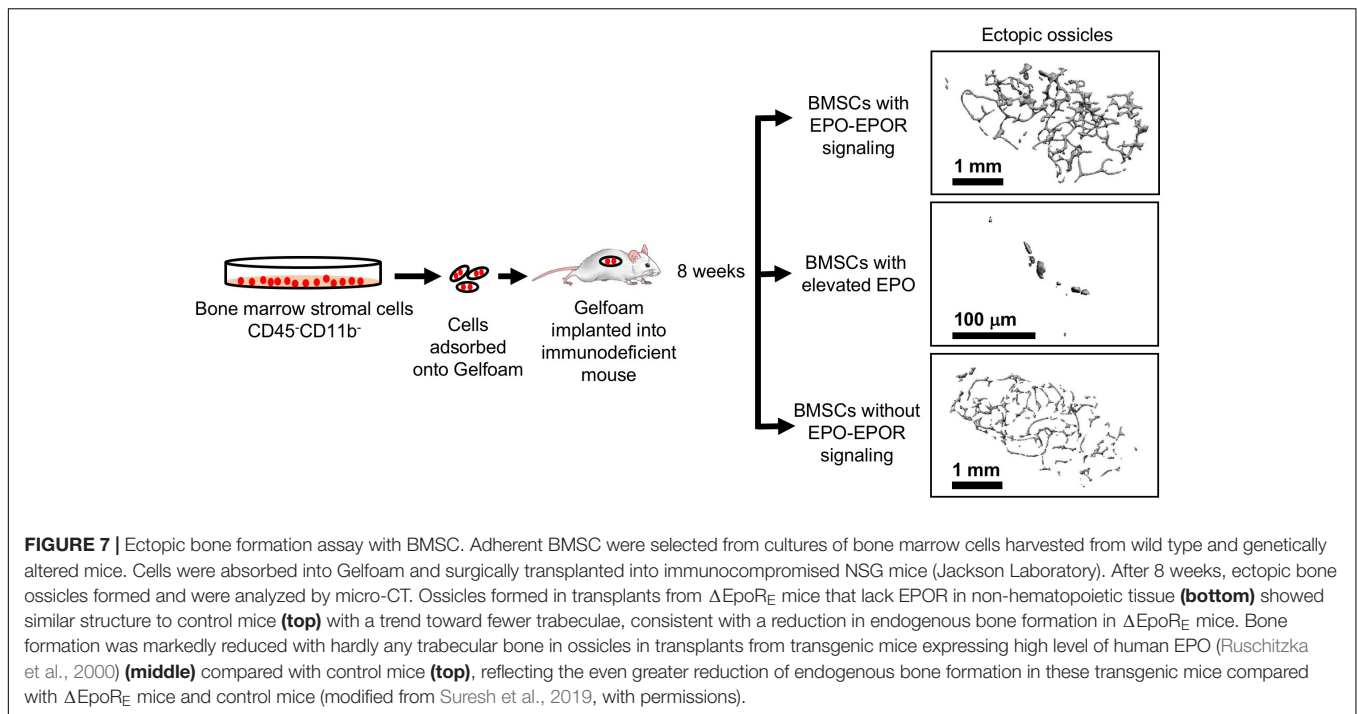 Ectopic ossicles
BMSCs with
EPO-EPOR
signaling
1 mm
Bone marrow stromal cells
CD45-CD11b-
Cells
adsorbed
onto Gelfoam
Gelfoam
implanted into
immunodeficient
mouse
8 weeks
BMSCs with
elevated EPO
100 μm
BMSCs without
EPO-EPOR
signaling
1 mm
FIGURE 7 | Ectopic bone formation assay with BMSC. Adherent BMSC were selected from cultures of bone marrow cells harvested from wild type and genetically
altered mice. Cells were absorbed into Gelfoam and surgically transplanted into immunocompromised NSG mice (Jackson Laboratory). After 8 weeks, ectopic bone
ossicles formed and were analyzed by micro-CT. Ossicles formed in transplants from ΔEpoRE mice that lack EPOR in non-hematopoietic tissue (bottom) showed
similar structure to control mice (top) with a trend toward fewer trabeculae, consistent with a reduction in endogenous bone formation in ΔEpoRE mice. Bone
formation was markedly reduced with hardly any trabecular bone in ossicles in transplants from transgenic mice expressing high level of human EPO (Ruschitzka
et al., 2000) (middle) compared with control mice (top), reflecting the even greater reduction of endogenous bone formation in these transgenic mice compared
with ΔEpoRE mice and control mice (modified from Suresh et al., 2019, with permissions).